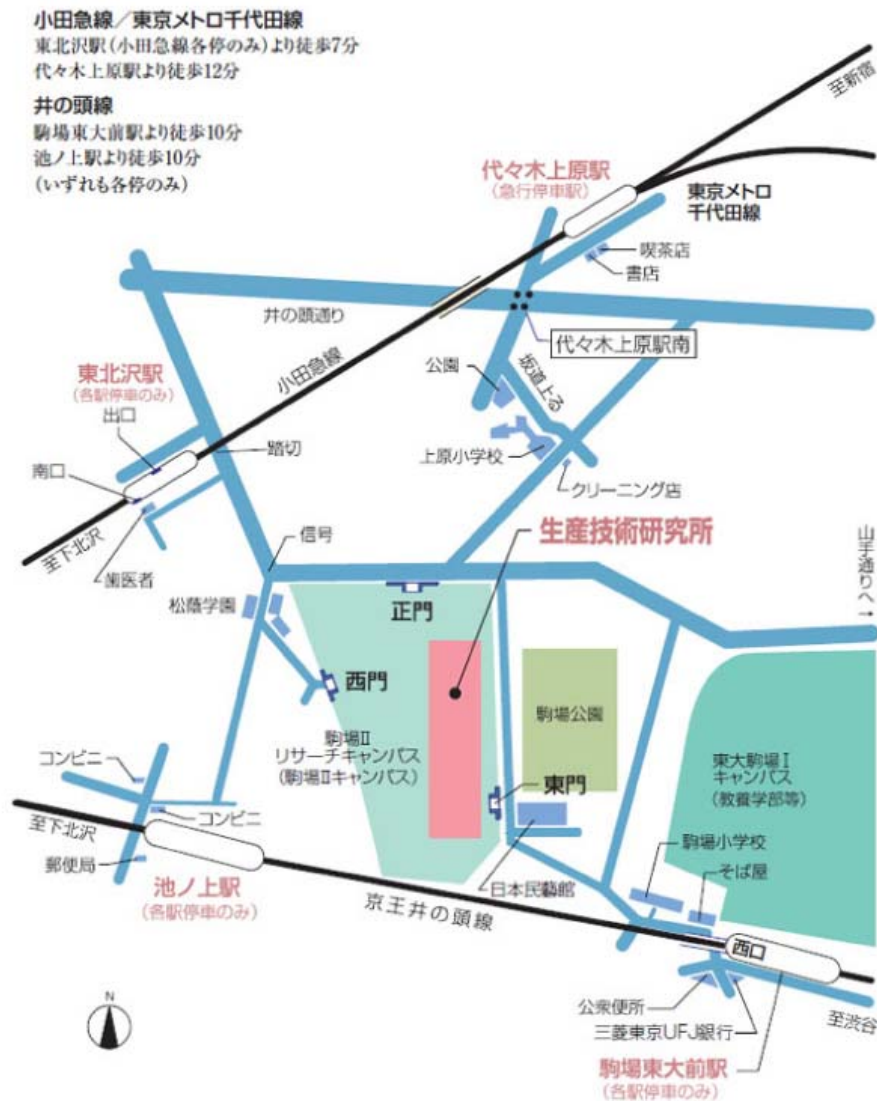 小田急線／東京メトロ千代田線
東北沢駅(小田急線各停のみ)より徒歩7分
代々木上原駅より徒歩12分
井の頭線
駒場東大前駅より徒歩10分
池ノ上駅より徒歩10分
(いずれも各停のみ)
至新宿
代々木上原駅
(急行停車駅)
東京メトロ
千代田線
喫茶店
書店
井の頭通り
代々木上原駅南
小田急線
公園
坂道上る
東北沢駅
(各駅停車のみ)
出口
踏切
南口
上原小学校
クリーニング店
至下北沢
歯医者
信号
生産技術研究所
山手通りへ→
松蔭学園
正門
西門
駒場公園
駒場Ⅱ
リサーチキャンパス
(駒場Ⅱキャンパス)
東大駒場Ⅰ
キャンパス
(教養学部等)
東門
コンビニ
コンビニ
至下北沢
郵便局
池ノ上駅
(各駅停車のみ)
京王井の頭線
日本民藝館
駒場小学校
そば屋
西口
公衆便所
三菱東京UFJ銀行
至渋谷
駒場東大前駅
(各駅停車のみ)
N